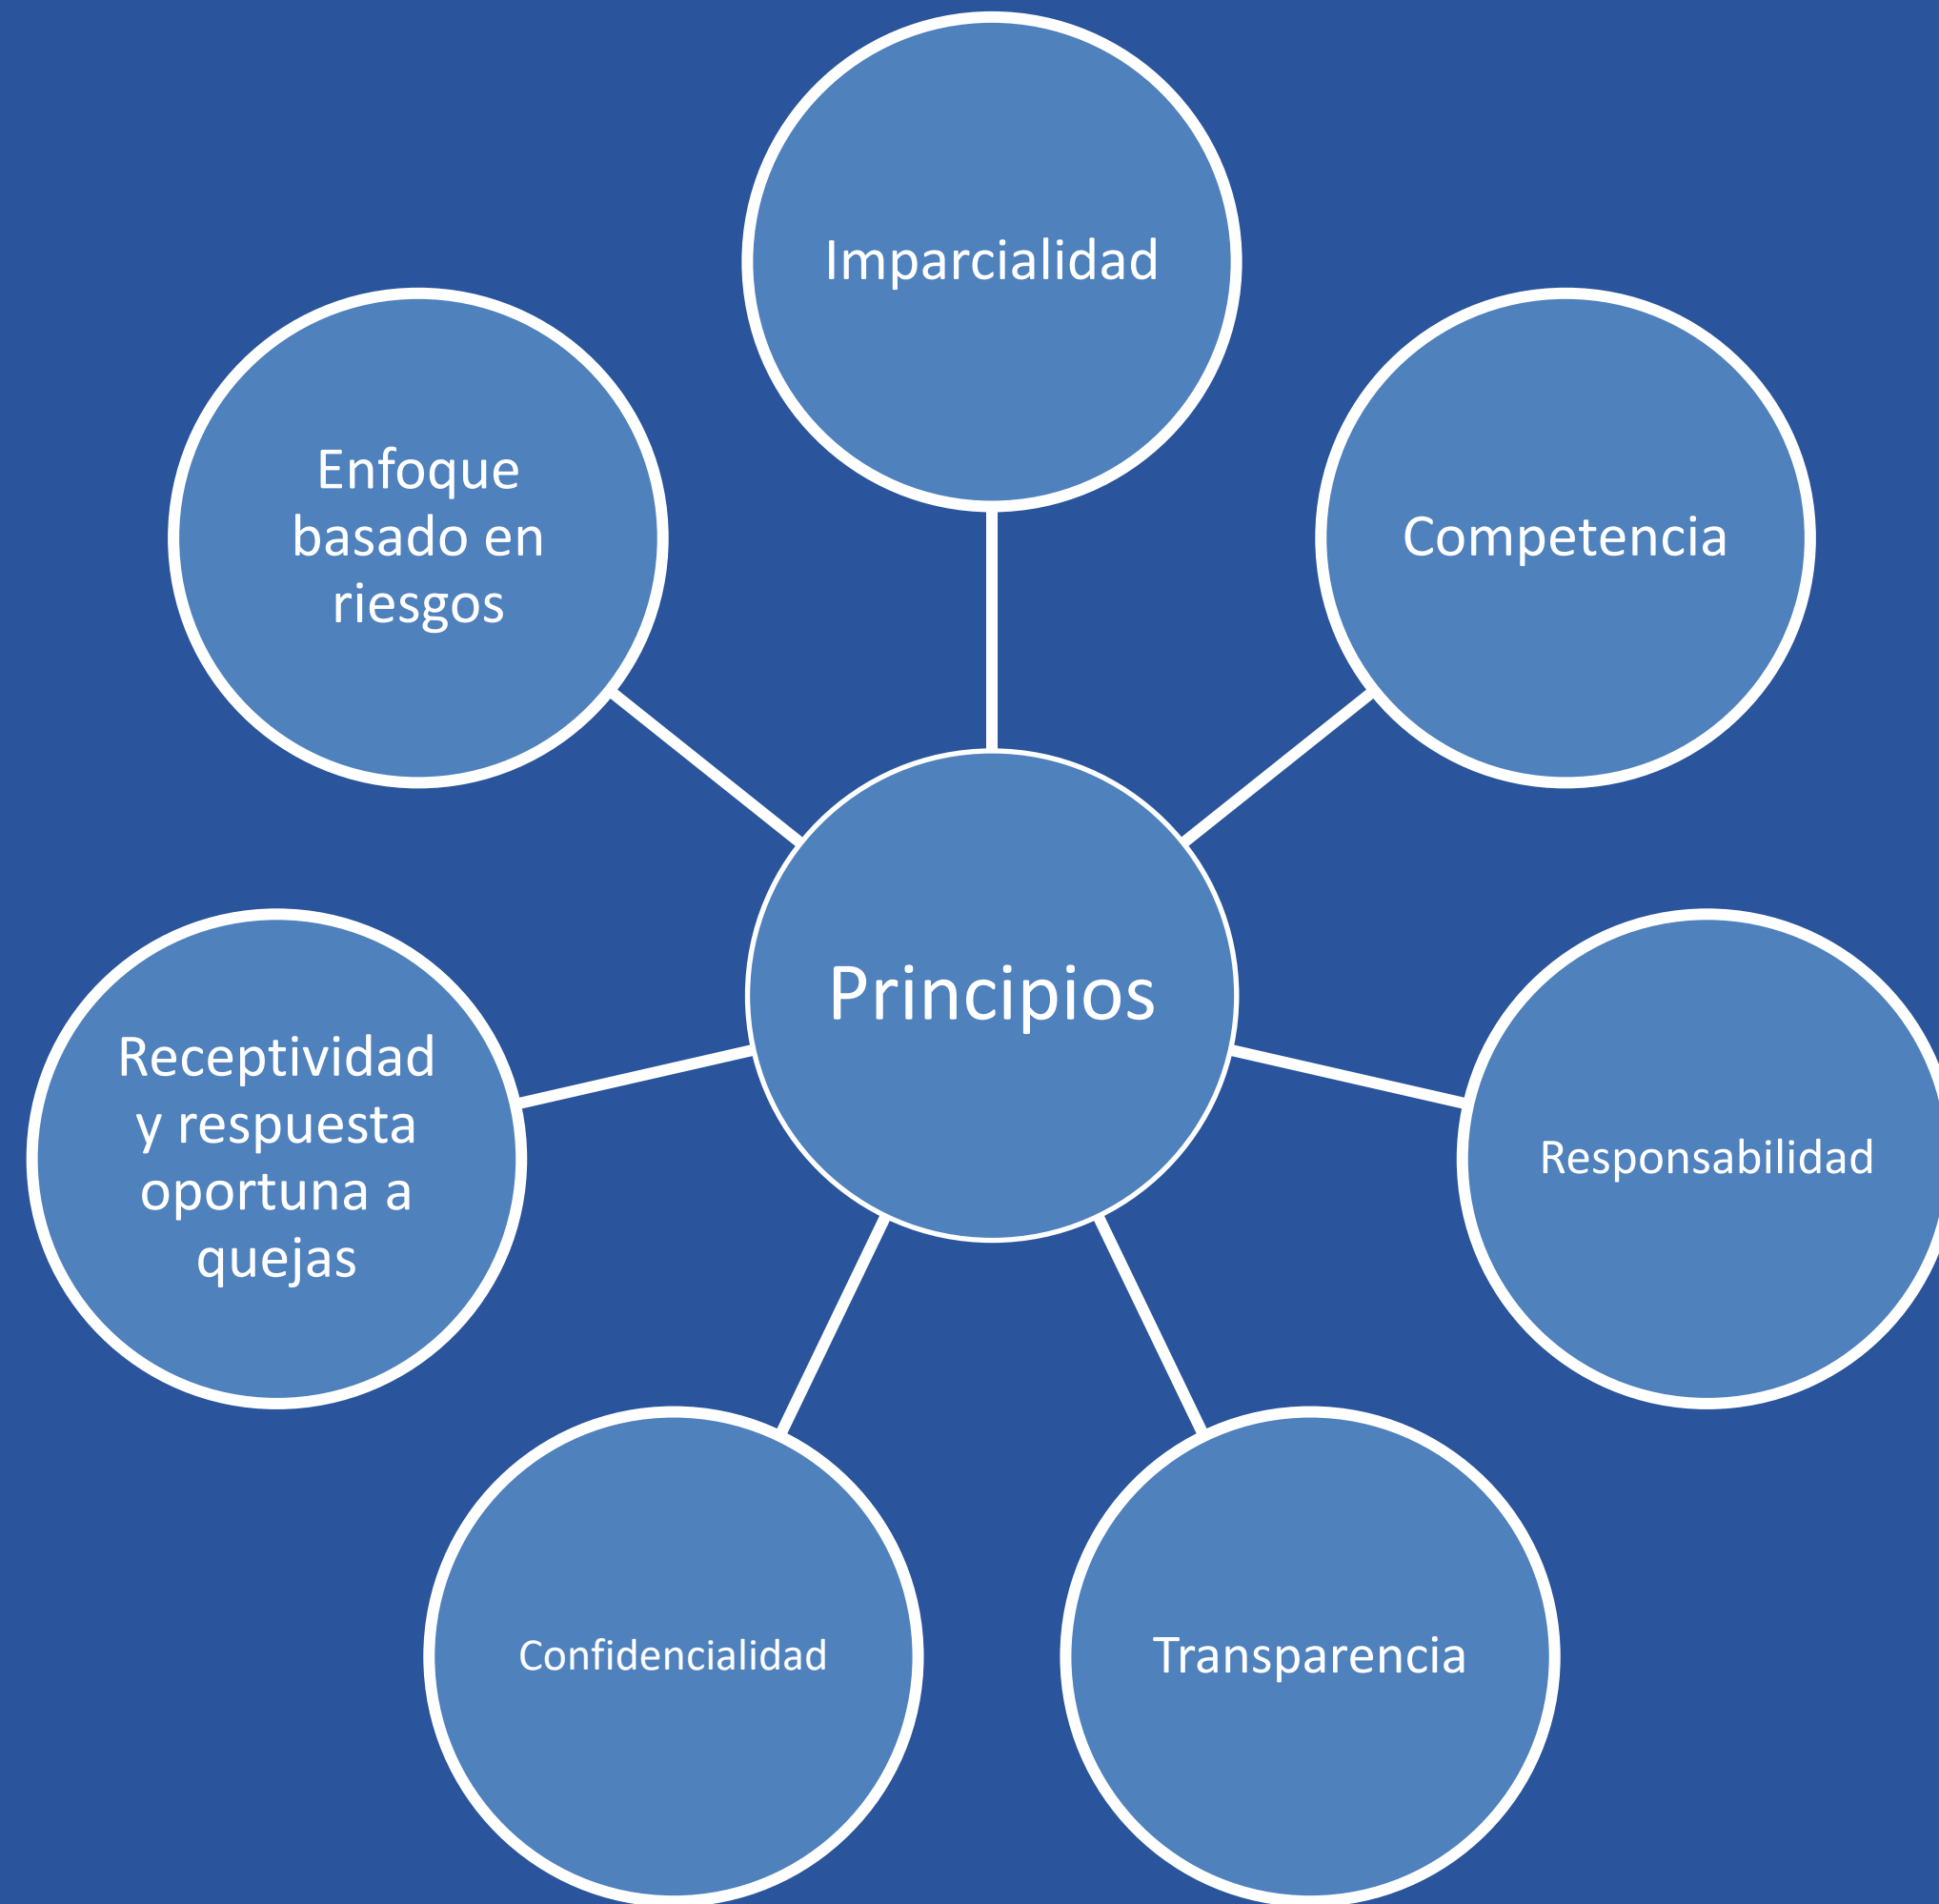 Imparcialidad
Competencia
Responsabilidad
Transparencia
Confidencialidad
Receptividad
y respuesta
oportuna a
quejas
Enfoque
basado en
riesgos
Principios